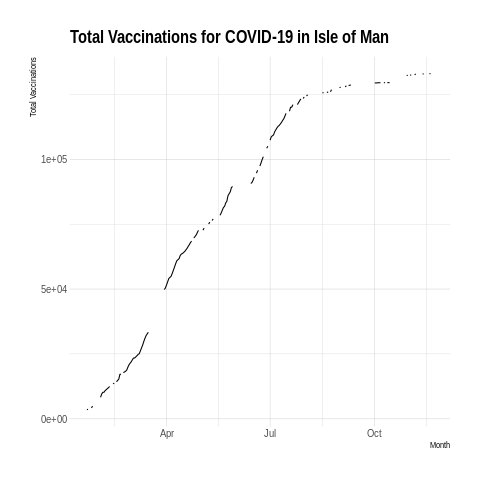 Total Vaccinations for COVID-19 in Isle of Man
Total Vaccinations
1e+05
5e+04
0e+00
Apr Jul Oct
Month